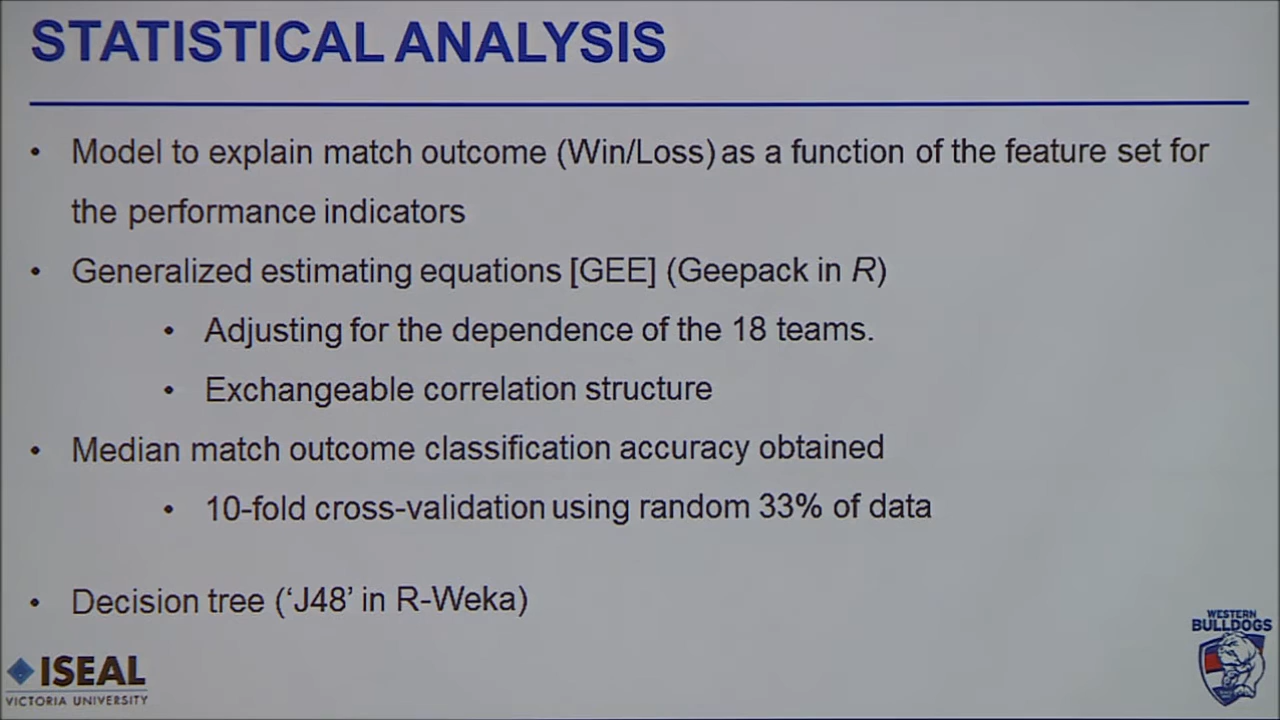 STATISTICAL ANALYSIS
• Model to explain match outcome (Win/Loss) as a function of the feature set for
the performance indicators
• Generalized estimating equations [GEE] (Geepack in R)
• Adjusting for the dependence of the 18 teams.
• Exchangeable correlation structure
• Median match outcome classification accuracy obtained
• 10-fold cross-validation using random 33% of data
• Decision tree (‘J48’ in R-Weka)
ISEAL
VICTORIA UNIVERSITY
WESTERN
BULLDOGS